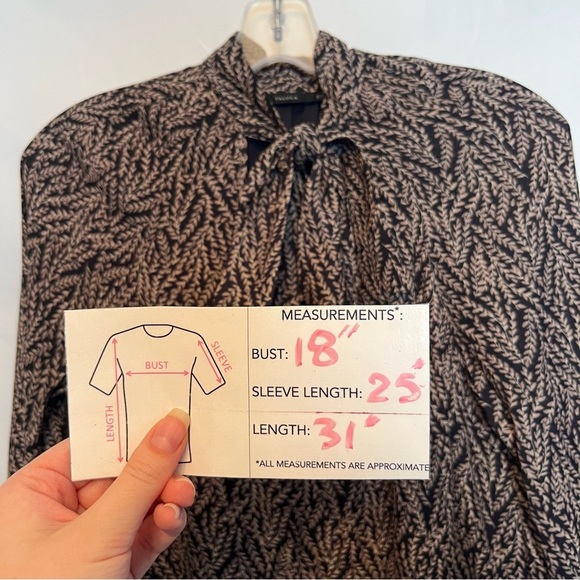 MEASUREMENTS*:
BUST: 18"
SLEEVE LENGTH: 25'
LENGTH: 31"
*ALL MEASUREMENTS ARE APPROXIMATE
BUST
SLEEVE
LENGTH